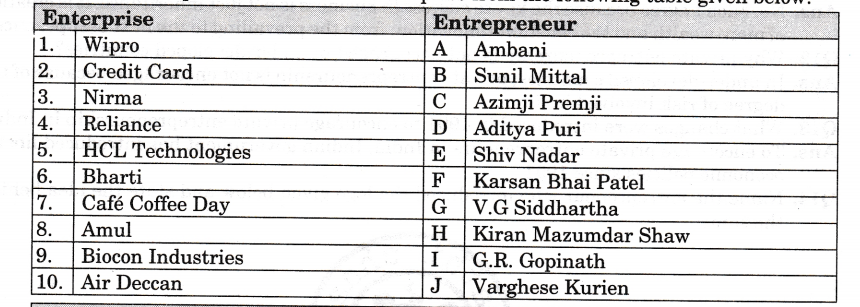 from the following table given below:
Enterprise Entrepreneur
1. Wipro A Ambani
2. Credit Card B Sunil Mittal
3. Nirma C Azimji Premji
4. Reliance D Aditya Puri
5. HCL Technologies E Shiv Nadar
6. Bharti F Karsan Bhai Patel
7. Café Coffee Day G V.G Siddhartha
8. Amul H Kiran Mazumdar Shaw
9. Biocon Industries I G.R. Gopinath
10. Air Deccan J Varghese Kurien